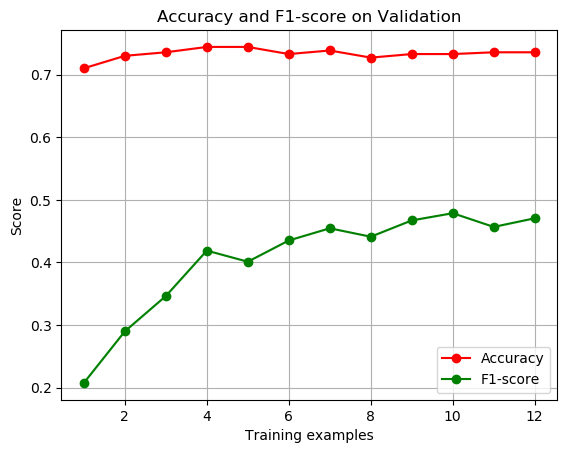 Accuracy and F1-score on Validation
Score
0.7
0.6
0.5
0.4
0.3
0.2
2 4 6 8 10 12
Training examples
Accuracy
F1-score